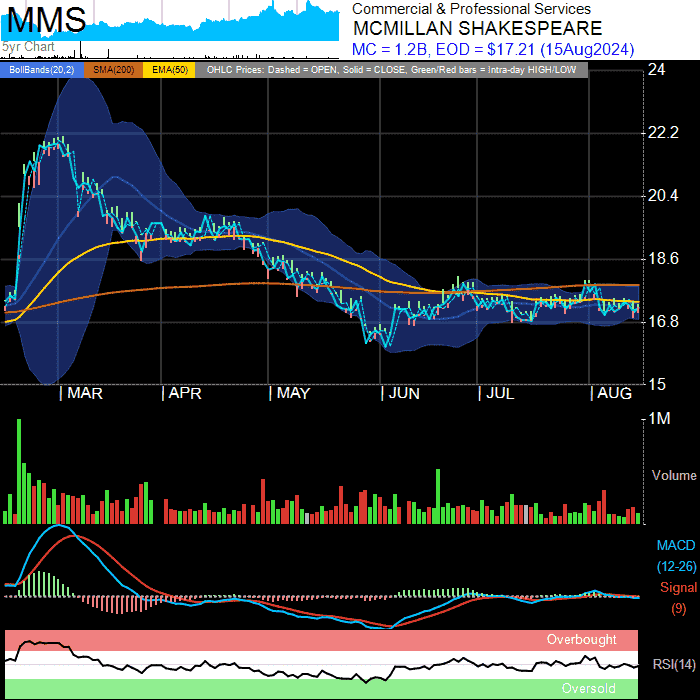 MMS
5yr Chart
Commercial & Professional Services
MCMILLAN SHAKESPEARE
MC = 1.2B, EOD = $17.21 (15Aug2024)
BollBands(20,2) SMA(200) EMA(50) OHLC Prices: Dashed = OPEN, Solid = CLOSE, Green/Red bars = Intra-day HIGH/LOW
24
22.2
20.4
18.6
16.8
15
| MAR | APR | MAY | JUN | JUL | AUG
1M
Volume
MACD
(12-26)
Signal
(9)
Overbought
RSI(14)
Oversold